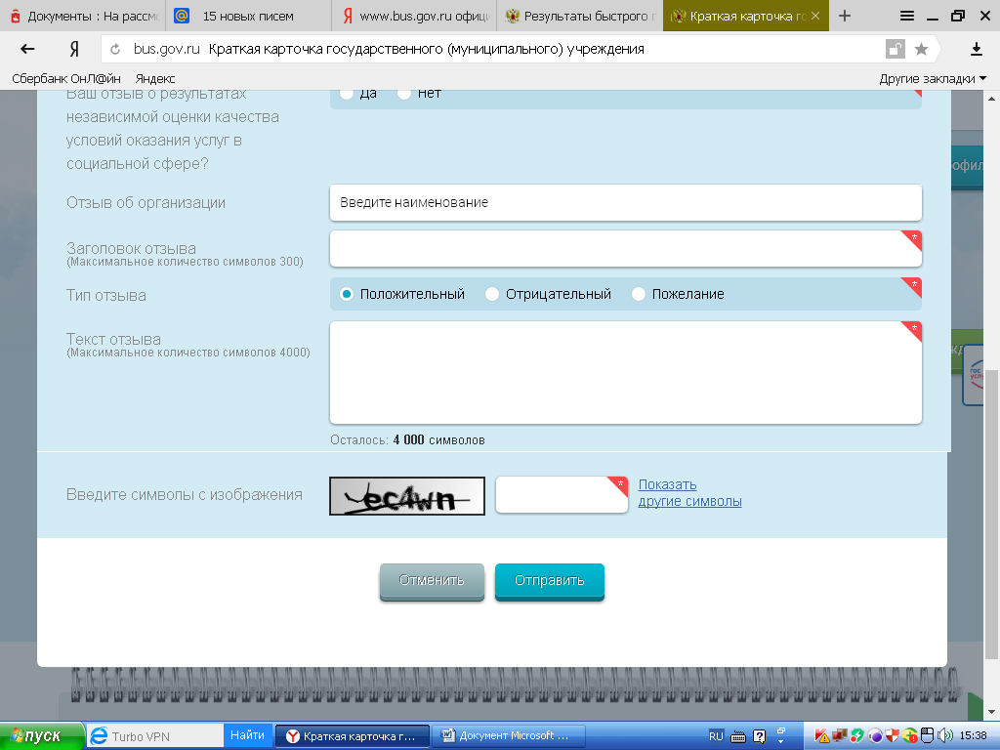 Документы : На рассм
15 новых писем
www.bus.gov.ru офиц
Результаты быстрого п
Краткая карточка го
bus.gov.ru Краткая карточка государственного (муниципального) учреждения
Сбербанк ОнЛ@йн Яндекс
Другие закладки
Ваш отзыв о результатах
независимой оценки качества
условий оказания услуг в
социальной сфере?
Да Нет
офил
Отзыв об организации
Введите наименование
Заголовок отзыва
(Максимальное количество символов 300)
Тип отзыва
Положительный Отрицательный Пожелание
Текст отзыва
(Максимальное количество символов 4000)
Осталось: 4 000 символов
Введите символы с изображения
Показать
другие символы
Отменить Отправить
пуск
Turbo VPN
Найти
Краткая карточка г...
Документ Microsoft ...
RU
15:38